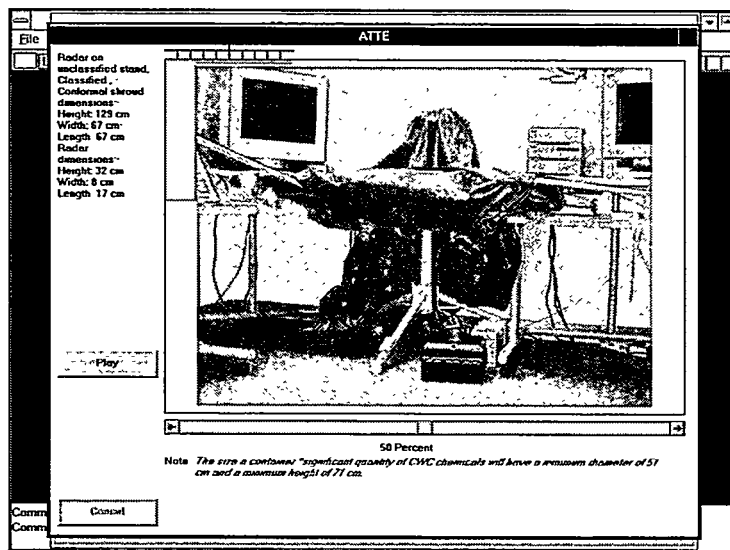 ATTE
File
Radar on
unclassified stand,
Classified,
Conformal shroud
dimensions-
Height: 129 cm
Width: 67 cm
Length 67 cm
Radar
dimensions-
Height: 32 cm
Width: 8 cm
Length 17 cm
Play
50 Percent
Note The size a container "significant quantity of CWC chemicals will have a minimum diameter of 51
cm and a minimum height of 71 cm.
Cancel
Comm
Comm